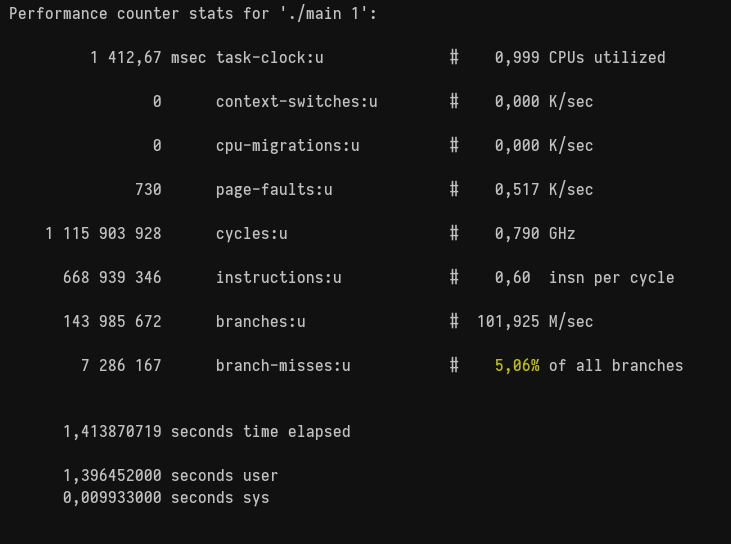 Performance counter stats for './main 1':
1 412,67 msec task-clock:u # 0,999 CPUs utilized
0 context-switches:u # 0,000 K/sec
0 cpu-migrations:u # 0,000 K/sec
730 page-faults:u # 0,517 K/sec
1 115 903 928 cycles:u # 0,790 GHz
668 939 346 instructions:u # 0,60 insn per cycle
143 985 672 branches:u # 101,925 M/sec
7 286 167 branch-misses:u # 5,06% of all branches
1,413870719 seconds time elapsed
1,396452000 seconds user
0,009933000 seconds sys